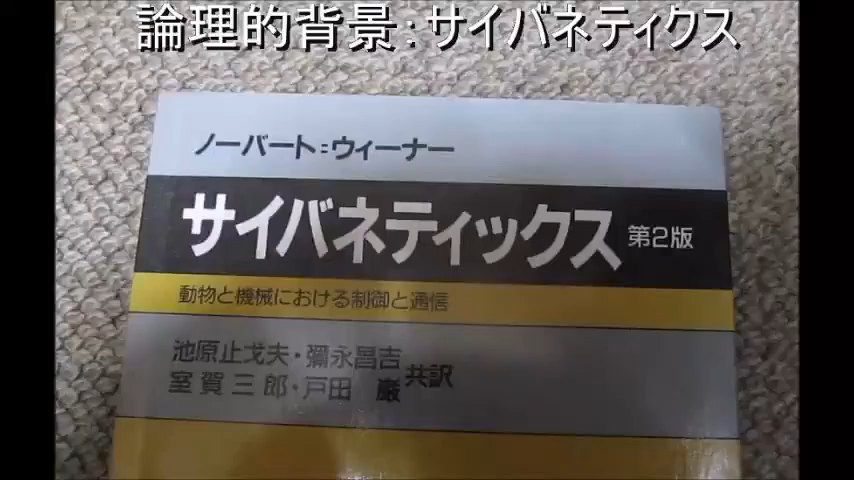 論理的背景:サイバネティクス
ノーバート=ウィーナー
サイバネティックス 第2版
動物と機械における制御と通信
池原止戈夫・彌永昌吉
室賀三郎・戸田 巌 共訳